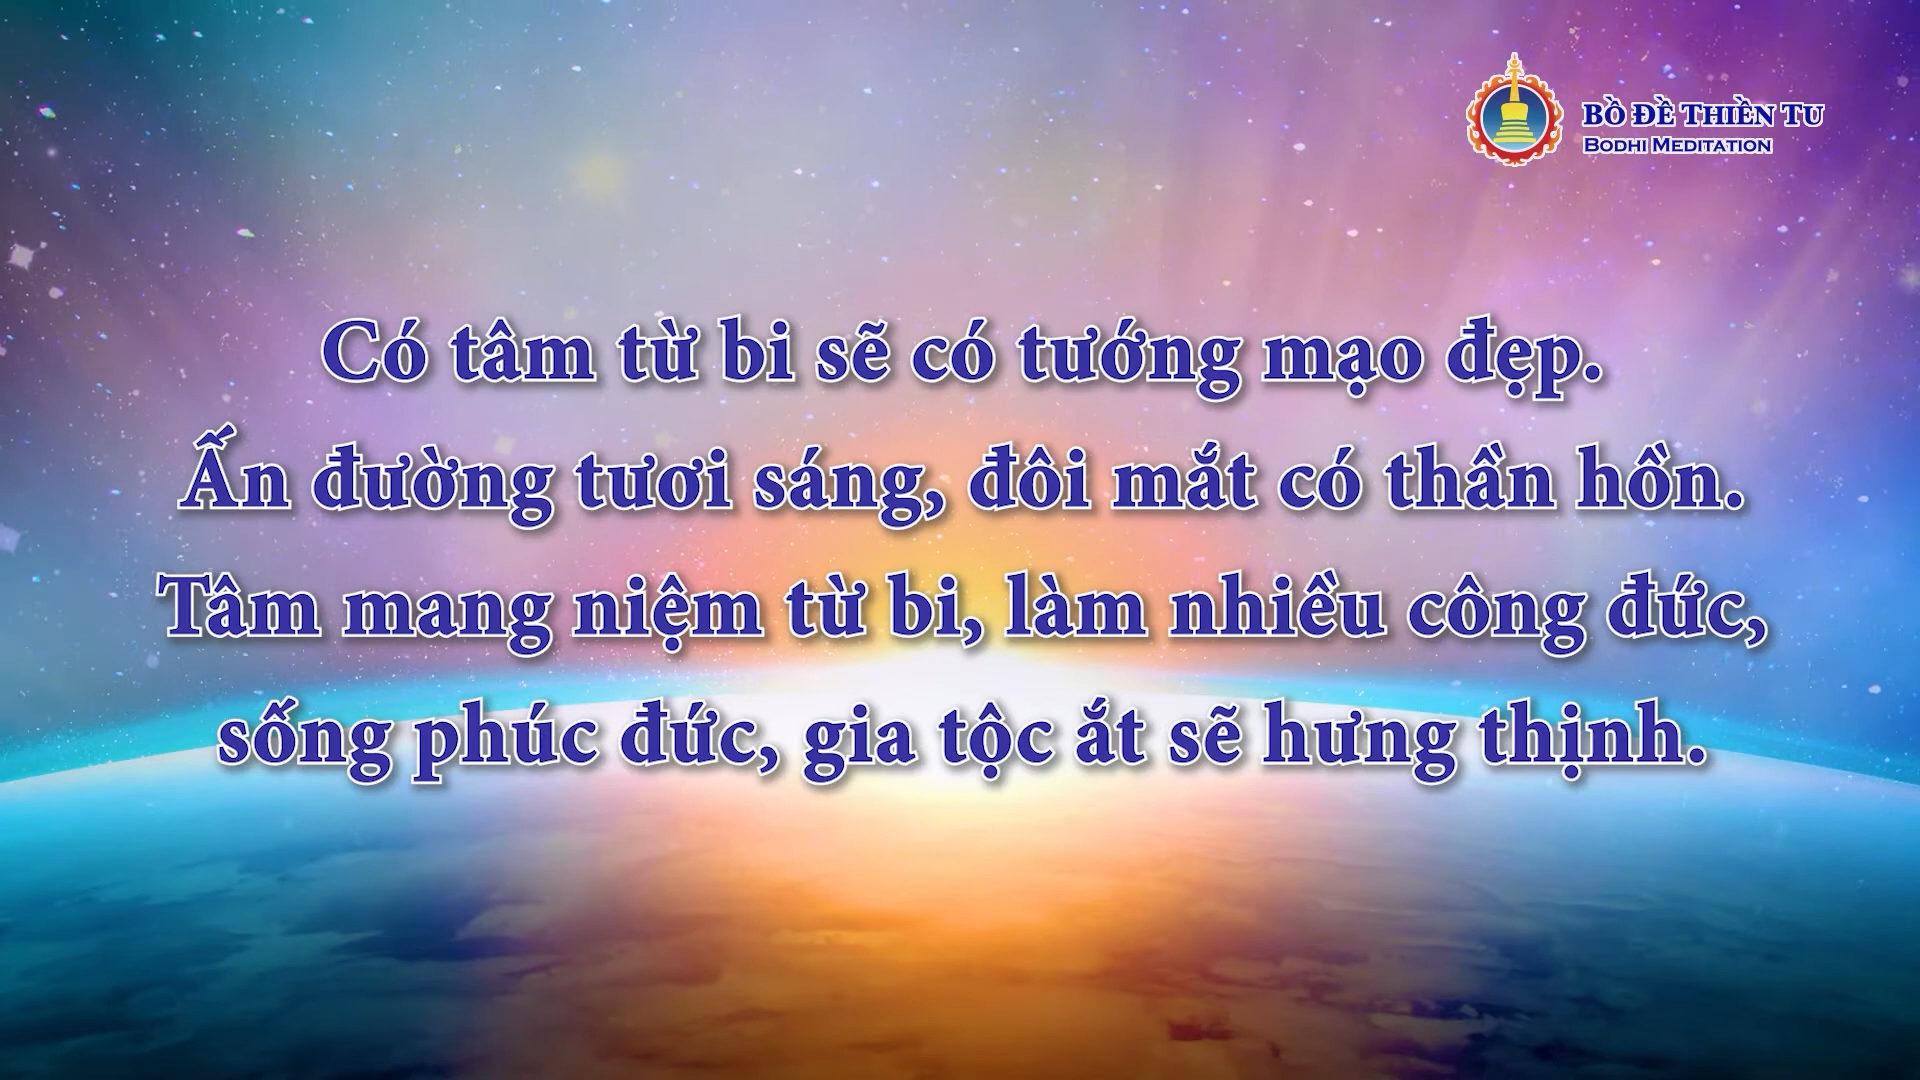 BỒ ĐỀ THIỀN TU
BODHI MEDITATION
Có tâm từ bi sẽ có tướng mạo đẹp.
Ấn đường tươi sáng, đôi mắt có thần hồn.
Tâm mang niệm từ bi, làm nhiều công đức,
sống phúc đức, gia tộc ắt sẽ hưng thịnh.